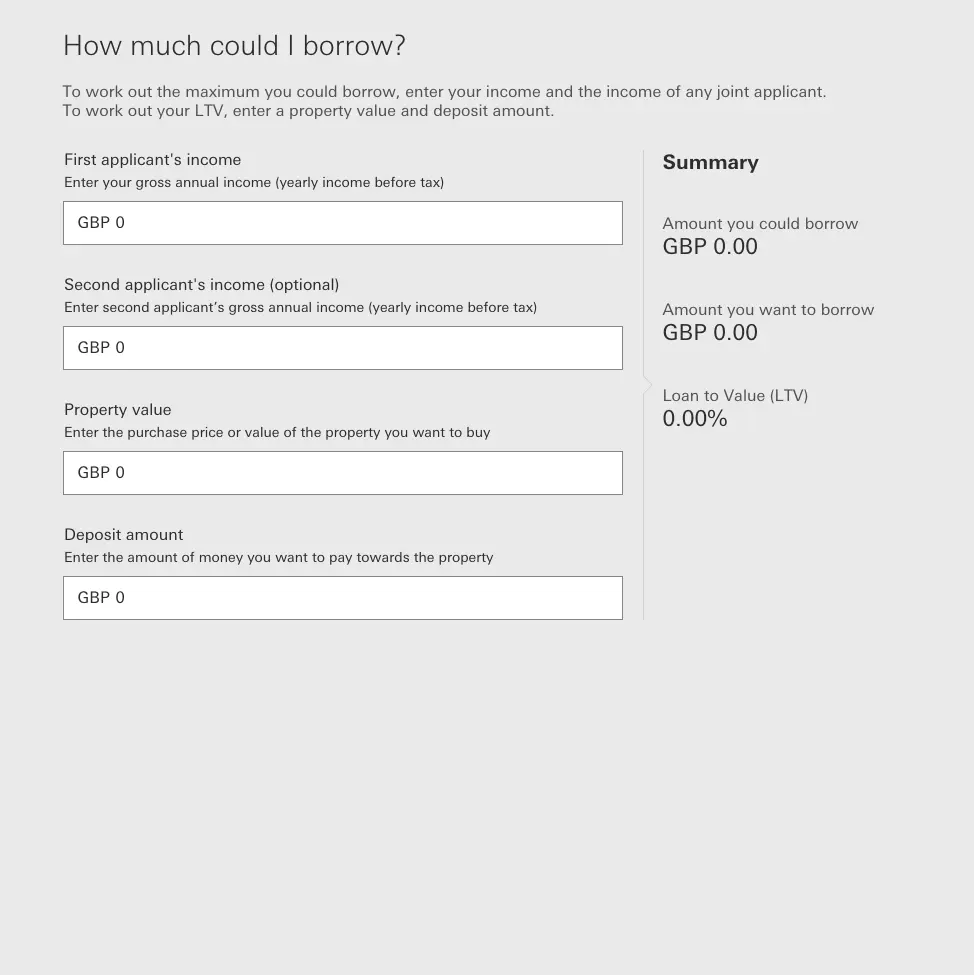 How much could I borrow?
To work out the maximum you could borrow, enter your income and the income of any joint applicant.
To work out your LTV, enter a property value and deposit amount.
First applicant's income
Enter your gross annual income (yearly income before tax)
GBP 0
Second applicant's income (optional)
Enter second applicant’s gross annual income (yearly income before tax)
GBP 0
Property value
Enter the purchase price or value of the property you want to buy
GBP 0
Deposit amount
Enter the amount of money you want to pay towards the property
GBP 0
Summary
Amount you could borrow
GBP 0.00
Amount you want to borrow
GBP 0.00
Loan to Value (LTV)
0.00%